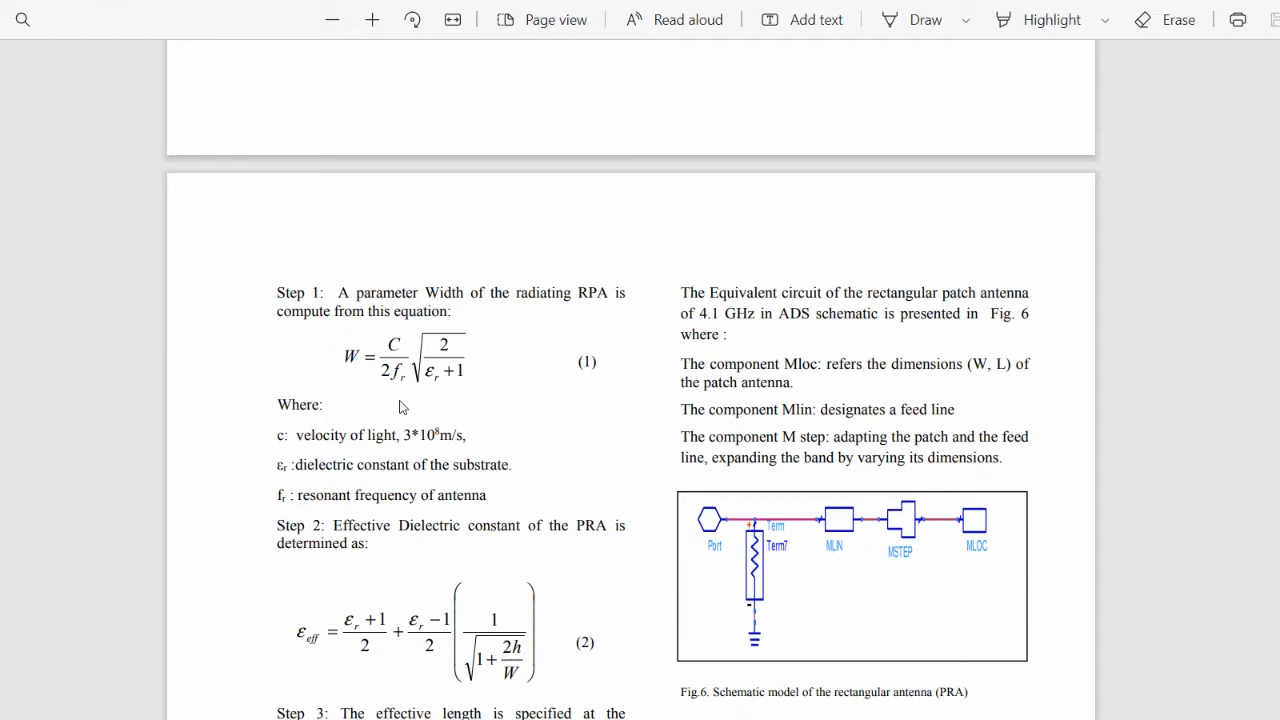 Page view
Read aloud
Add text
Draw
Highlight
Erase
Step 1: A parameter Width of the radiating RPA is
compute from this equation:
W = C / 2fr √(2 / εr + 1) (1)
Where:
c: velocity of light, 3*10⁸m/s,
εr :dielectric constant of the substrate.
fr : resonant frequency of antenna
Step 2: Effective Dielectric constant of the PRA is
determined as:
εeff = εr + 1 / 2 + εr − 1 / 2 (1 / √(1 + 2h / W)) (2)
Step 3: The effective length is specified at the
The Equivalent circuit of the rectangular patch antenna
of 4.1 GHz in ADS schematic is presented in Fig. 6
where :
The component Mloc: refers the dimensions (W, L) of
the patch antenna.
The component Mlin: designates a feed line
The component M step: adapting the patch and the feed
line, expanding the band by varying its dimensions.
+
Term
Port
Term7
MLIN
MSTEP
MLOC
-
Fig.6. Schematic model of the rectangular antenna (PRA)